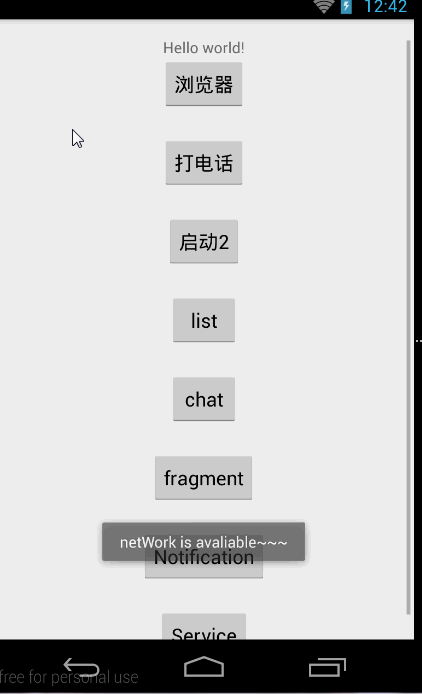 12:42
Hello world!
浏览器
打电话
启动2
list
chat
fragment
netWork is avaliable~~~
Notification
Service
free for personal use